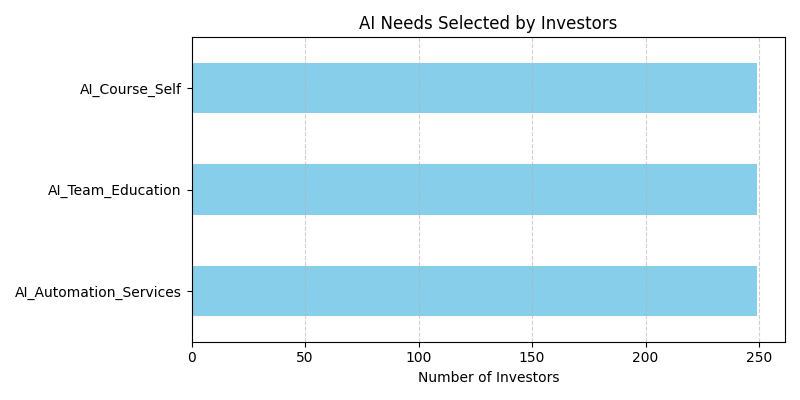 AI Needs Selected by Investors
AI_Course_Self
AI_Team_Education
AI_Automation_Services
0 50 100 150 200 250
Number of Investors